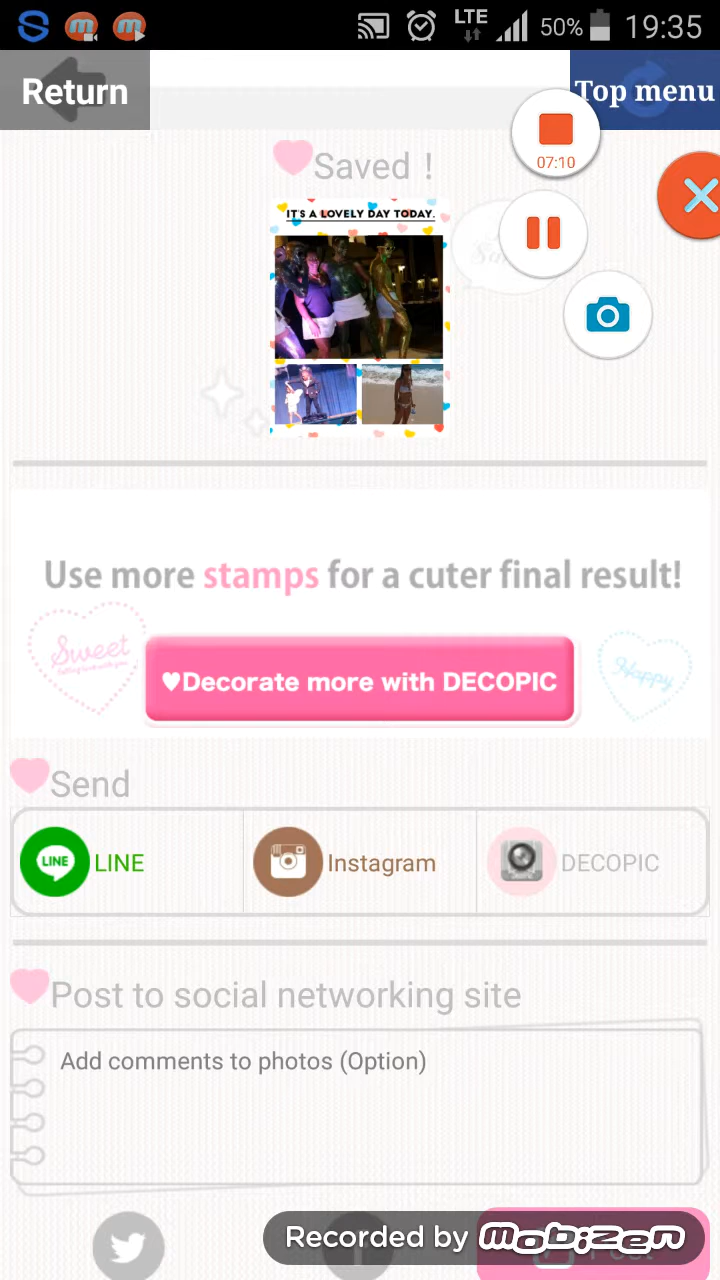 LTE
50%
19:35
Return
Top menu
07:10
Saved !
IT'S A LOVELY DAY TODAY.
Use more stamps for a cuter final result!
Sweet
Happy
♥Decorate more with DECOPIC
Send
LINE
LINE
Instagram
DECOPIC
Post to social networking site
Add comments to photos (Option)
Recorded by mobizen